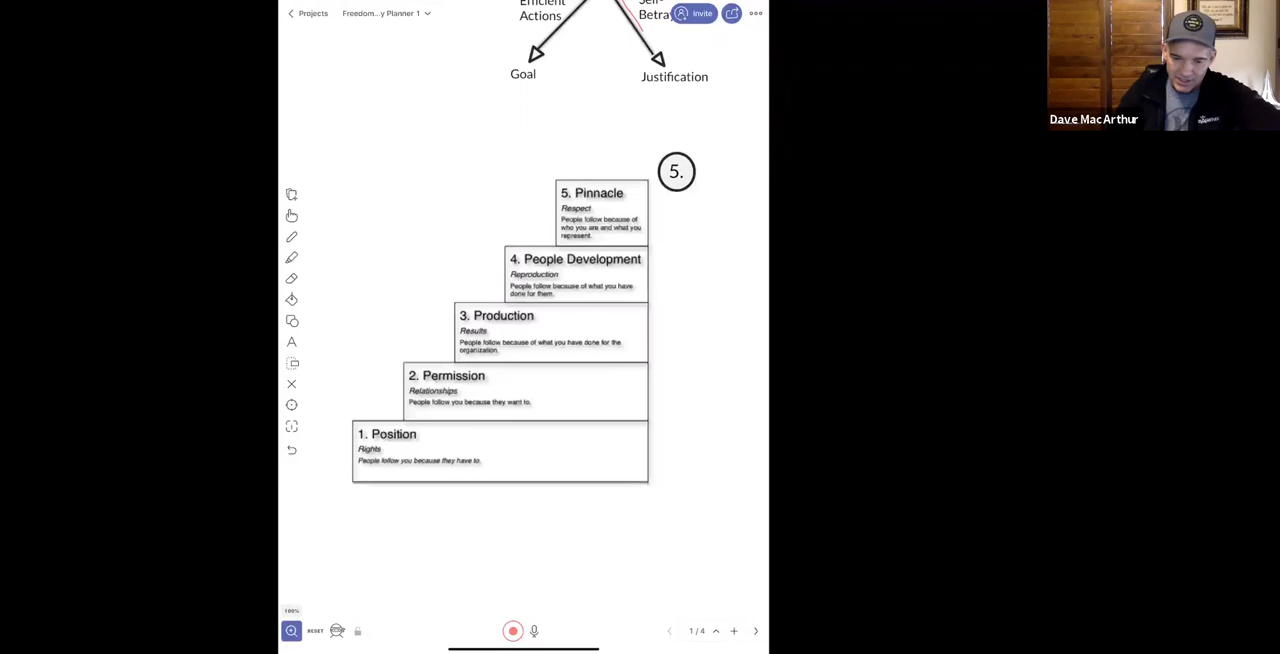 Projects
Freedom...y Planner 1
Invite
Efficient
Actions
Self-
Betra
Goal
Justification
Dave Mac Arthur
5.
5. Pinnacle
Respect
People follow because of
who you are and what you
represent.
4. People Development
Reproduction
People follow because of what you have
done for them.
3. Production
Results
People follow because of what you have done for the
organization.
2. Permission
Relationships
People follow you because they want to.
1. Position
Rights
People follow you because they have to.
A
100%
RESET
1 / 4